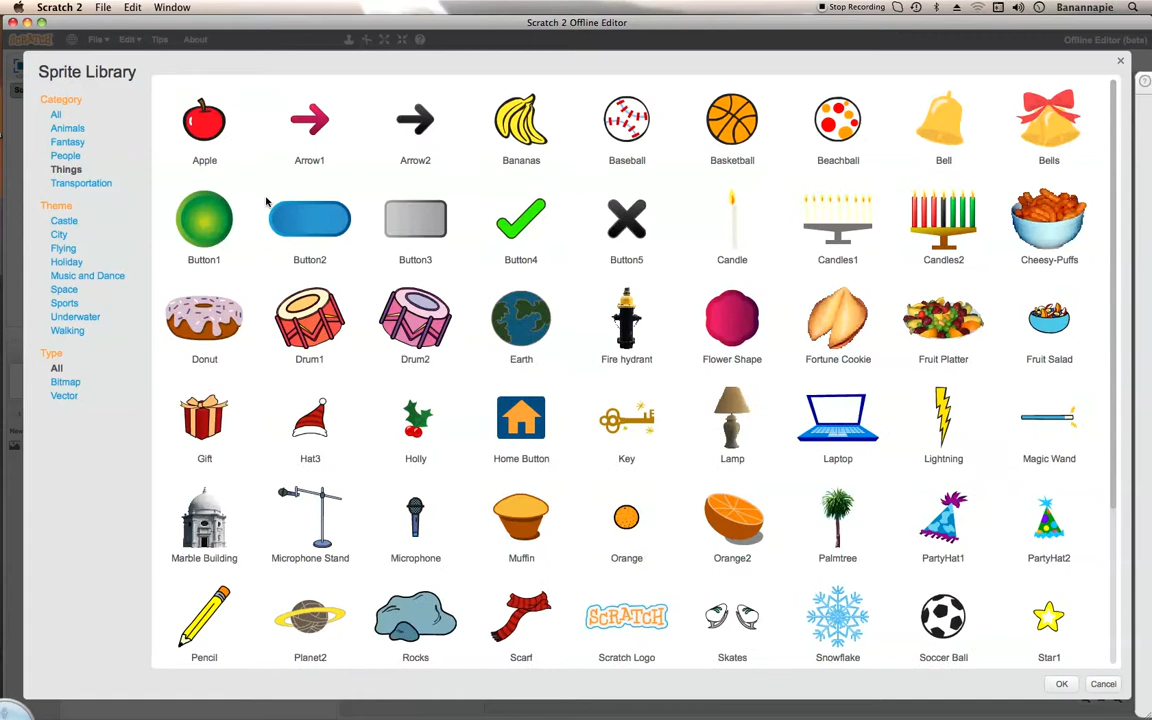 Scratch 2 File Edit Window Stop Recording Banannapie
Scratch 2 Offline Editor
SCRATCH File Edit Tips About Offline Editor (beta)
Sprite Library
Category
All
Animals
Fantasy
People
Things
Transportation
Theme
Castle
City
Flying
Holiday
Music and Dance
Space
Sports
Underwater
Walking
Type
All
Bitmap
Vector
Apple Arrow1 Arrow2 Bananas Baseball Basketball Beachball Bell Bells
Button1 Button2 Button3 Button4 Button5 Candle Candles1 Candles2 Cheesy-Puffs
Donut Drum1 Drum2 Earth Fire hydrant Flower Shape Fortune Cookie Fruit Platter Fruit Salad
Gift Hat3 Holly Home Button Key Lamp Laptop Lightning Magic Wand
Marble Building Microphone Stand Microphone Muffin Orange Orange2 Palmtree PartyHat1 PartyHat2
SCRATCH
Pencil Planet2 Rocks Scarf Scratch Logo Skates Snowflake Soccer Ball Star1
OK Cancel